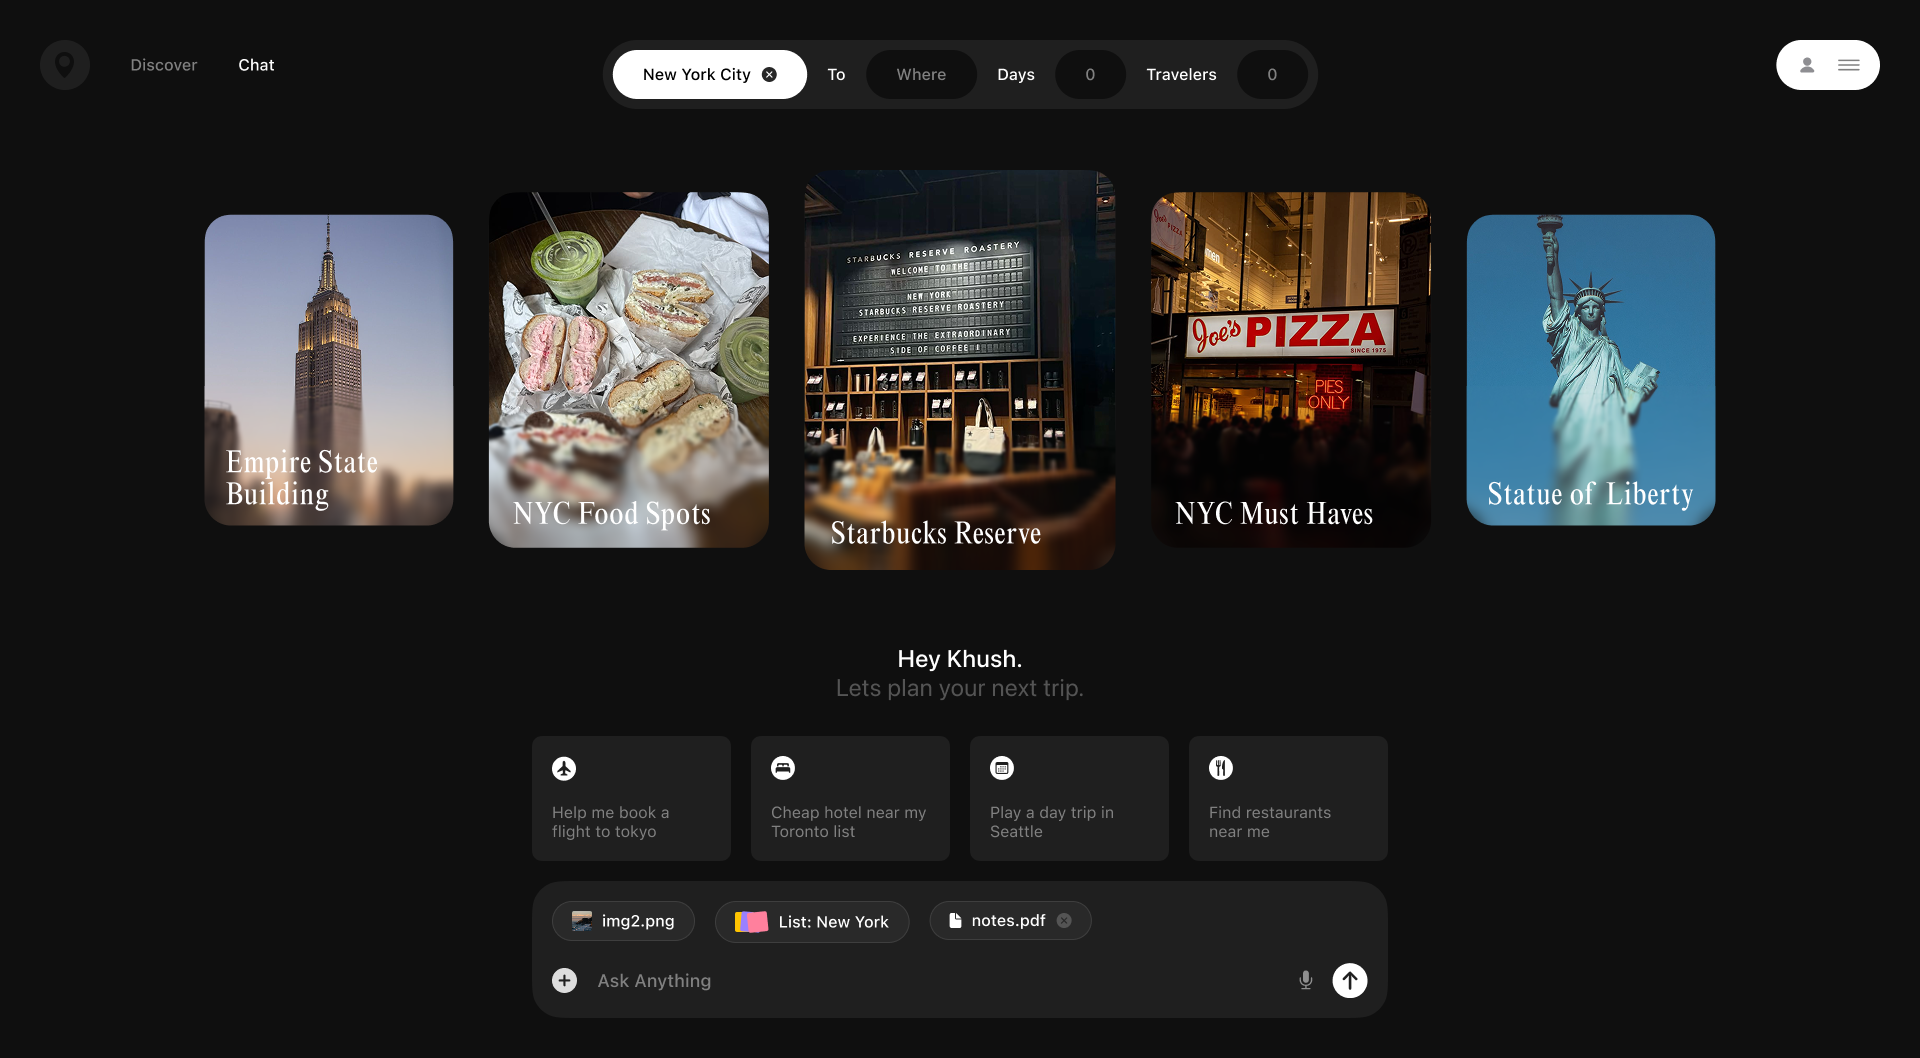 Discover
Chat
New York City
To
Where
Days
0
Travelers
0
Empire State
Building
NYC Food Spots
STARBUCKS RESERVE ROASTERY
WELCOME TO THE
NEW YORK
STARBUCKS RESERVE ROASTERY
EXPERIENCE THE EXTRAORDINARY
SIDE OF COFFEE !
Starbucks Reserve
Joe's
PIZZA
Joe's PIZZA
SINCE 1975
PIES
ONLY
NYC Must Haves
Statue of Liberty
Hey Khush.
Lets plan your next trip.
Help me book a
flight to tokyo
Cheap hotel near my
Toronto list
Play a day trip in
Seattle
Find restaurants
near me
img2.png
List: New York
notes.pdf
Ask Anything